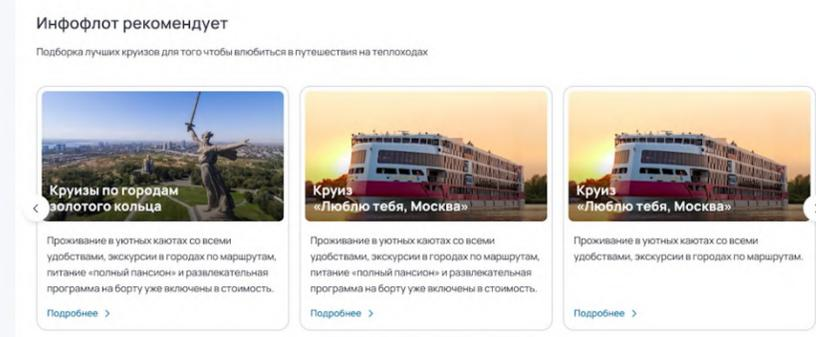 Инфофлот рекомендует
Подборка лучших круизов для того чтобы влюбиться в путешествия на теплоходах
Круизы по городам
золотого кольца
Проживание в уютных каютах со всеми
удобствами, экскурсии в городах по маршрутам,
питание «полный пансион» и развлекательная
программа на борту уже включены в стоимость.
Подробнее
Круиз
«Люблю тебя, Москва»
Проживание в уютных каютах со всеми
удобствами, экскурсии в городах по маршрутам,
питание «полный пансион» и развлекательная
программа на борту уже включены в стоимость.
Подробнее
Круиз
«Люблю тебя, Москва»
Проживание в уютных каютах со всеми
удобствами, экскурсии в городах по маршрутам.
Подробнее